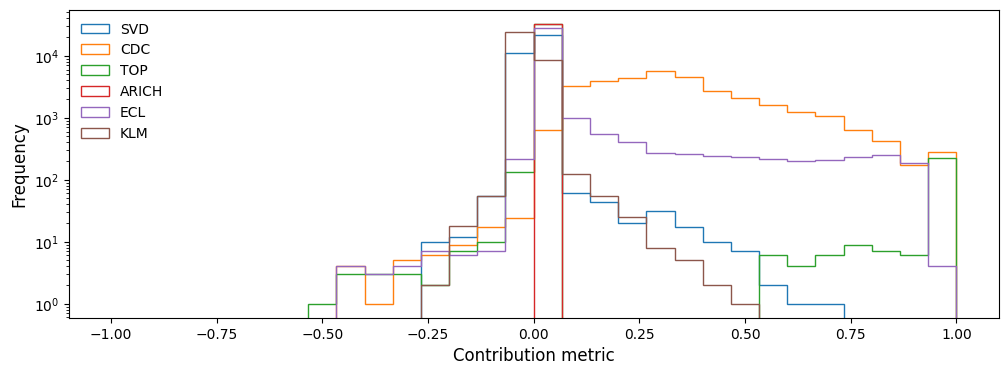 SVD
CDC
TOP
ARICH
ECL
KLM
Frequency
10⁴
10³
10²
10¹
10⁰
−1.00 −0.75 −0.50 −0.25 0.00 0.25 0.50 0.75 1.00
Contribution metric